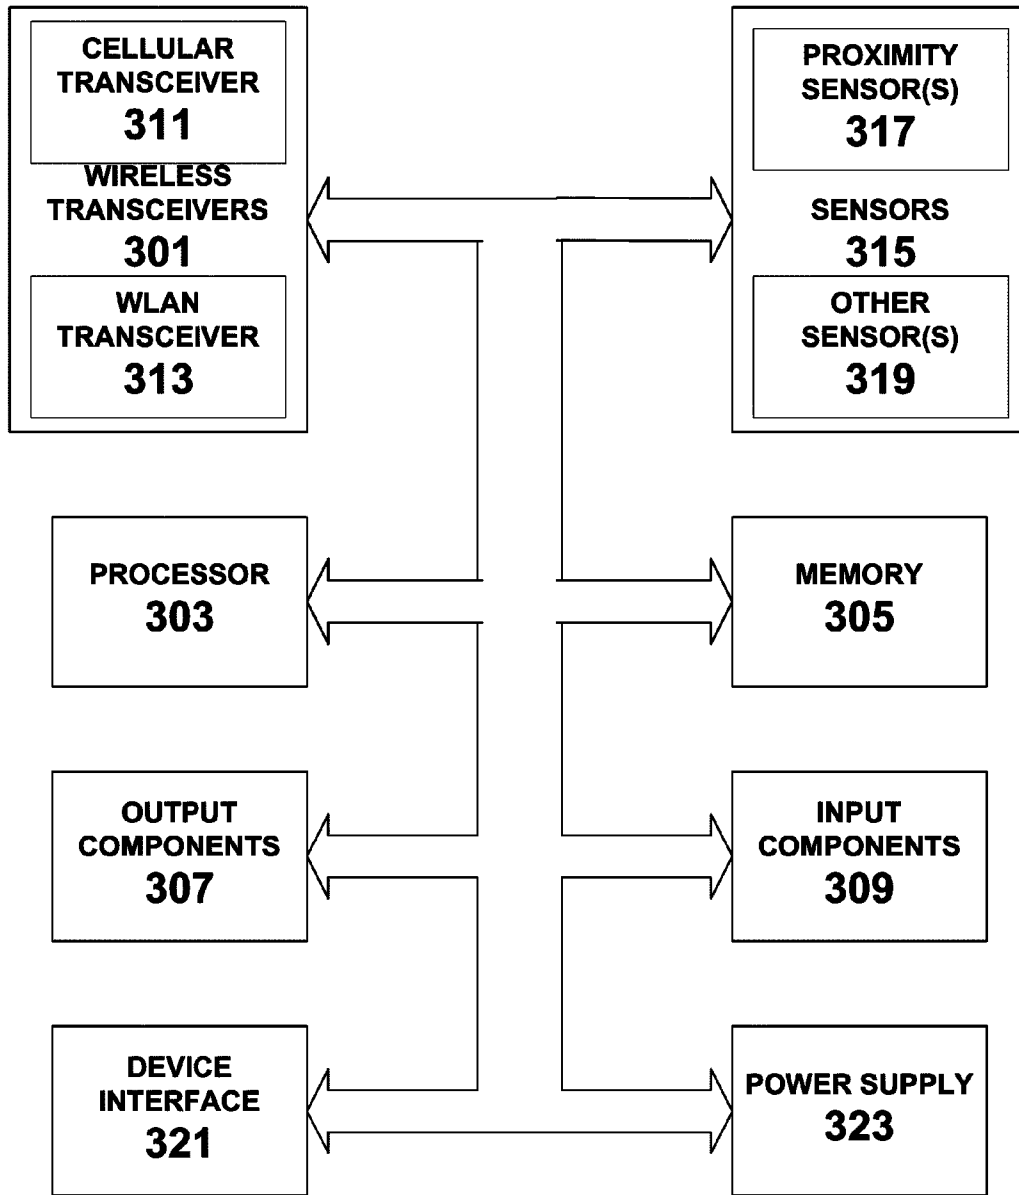 CELLULAR
TRANSCEIVER
311
WIRELESS
TRANSCEIVERS
301
WLAN
TRANSCEIVER
313
PROXIMITY
SENSOR(S)
317
SENSORS
315
OTHER
SENSOR(S)
319
PROCESSOR
303
MEMORY
305
OUTPUT
COMPONENTS
307
INPUT
COMPONENTS
309
DEVICE
INTERFACE
321
POWER SUPPLY
323